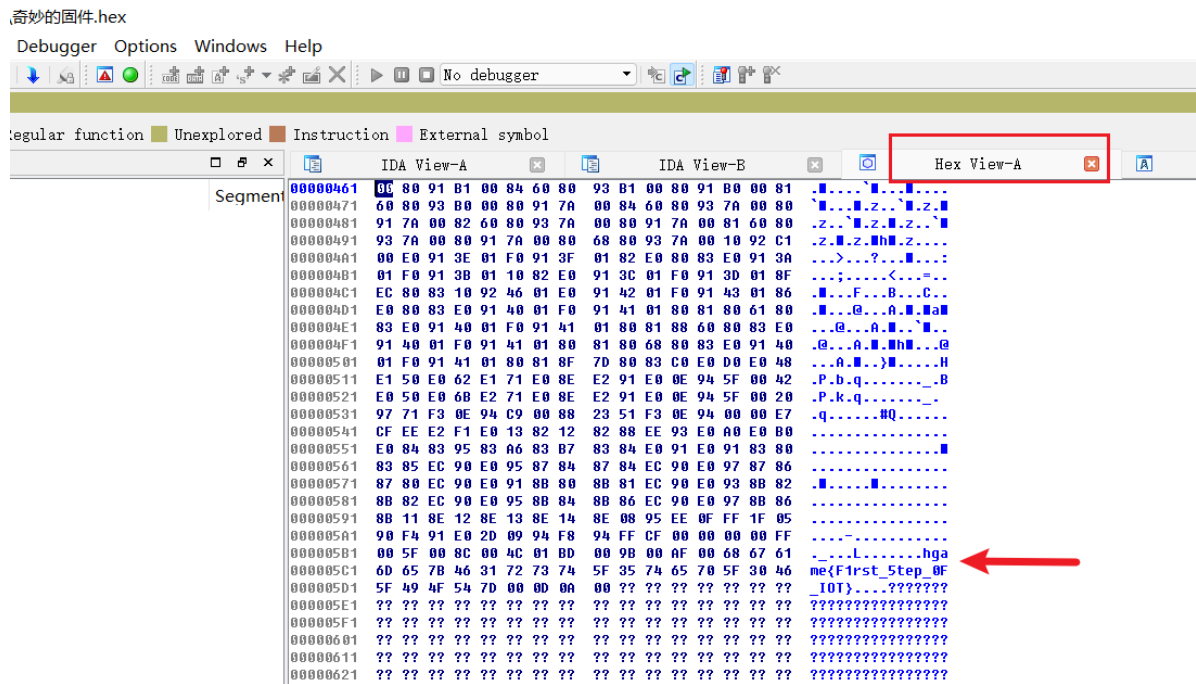 \奇妙的固件.hex
Debugger Options Windows Help
No debugger
Regular function Unexplored Instruction External symbol
IDA View-A IDA View-B Hex View-A
Segment
00000461 00 80 91 B1 00 84 60 80 93 B1 00 80 91 B0 00 81
00000471 60 80 93 B0 00 80 91 7A 00 84 60 80 93 7A 00 80
00000481 91 7A 00 82 60 80 93 7A 00 80 91 7A 00 81 60 80
00000491 93 7A 00 80 91 7A 00 80 68 80 93 7A 00 10 92 C1
000004A1 00 E0 91 3E 01 F0 91 3F 01 82 E0 80 83 E0 91 3A
000004B1 01 F0 91 3B 01 10 82 E0 91 3C 01 F0 91 3D 01 8F
000004C1 EC 80 83 10 92 46 01 E0 91 42 01 F0 91 43 01 86
000004D1 E0 80 83 E0 91 40 01 F0 91 41 01 80 81 80 61 80
000004E1 83 E0 91 40 01 F0 91 41 01 80 81 88 60 80 83 E0
000004F1 91 40 01 F0 91 41 01 80 81 80 68 80 83 E0 91 40
00000501 01 F0 91 41 01 80 81 8F 7D 80 83 C0 E0 D0 E0 48
00000511 E1 50 E0 62 E1 71 E0 8E E2 91 E0 0E 94 5F 00 42
00000521 E0 50 E0 6B E2 71 E0 8E E2 91 E0 0E 94 5F 00 20
00000531 97 71 F3 0E 94 C9 00 88 23 51 F3 0E 94 00 00 E7
00000541 CF EE E2 F1 E0 13 82 12 82 88 EE 93 E0 A0 E0 B0
00000551 E0 84 83 95 83 A6 83 B7 83 84 E0 91 E0 91 83 80
00000561 83 85 EC 90 E0 95 87 84 87 84 EC 90 E0 97 87 86
00000571 87 80 EC 90 E0 91 8B 80 8B 81 EC 90 E0 93 8B 82
00000581 8B 82 EC 90 E0 95 8B 84 8B 86 EC 90 E0 97 8B 86
00000591 8B 11 8E 12 8E 13 8E 14 8E 08 95 EE 0F FF 1F 05
000005A1 90 F4 91 E0 2D 09 94 F8 94 FF CF 00 00 00 00 FF
000005B1 00 5F 00 8C 00 4C 01 BD 00 9B 00 AF 00 68 67 61 ._...L.......hga
000005C1 6D 65 7B 46 31 72 73 74 5F 35 74 65 70 5F 30 46 me{F1rst_5tep_0F
000005D1 5F 49 4F 54 7D 00 0D 0A 00 ?? ?? ?? ?? ?? ?? ?? _IOT}....???????
000005E1 ?? ?? ?? ?? ?? ?? ?? ?? ?? ?? ?? ?? ?? ?? ?? ?? ????????????????
000005F1 ?? ?? ?? ?? ?? ?? ?? ?? ?? ?? ?? ?? ?? ?? ?? ?? ????????????????
00000601 ?? ?? ?? ?? ?? ?? ?? ?? ?? ?? ?? ?? ?? ?? ?? ?? ????????????????
00000611 ?? ?? ?? ?? ?? ?? ?? ?? ?? ?? ?? ?? ?? ?? ?? ?? ????????????????
00000621 ?? ?? ?? ?? ?? ?? ?? ?? ?? ?? ?? ?? ?? ?? ?? ?? ????????????????